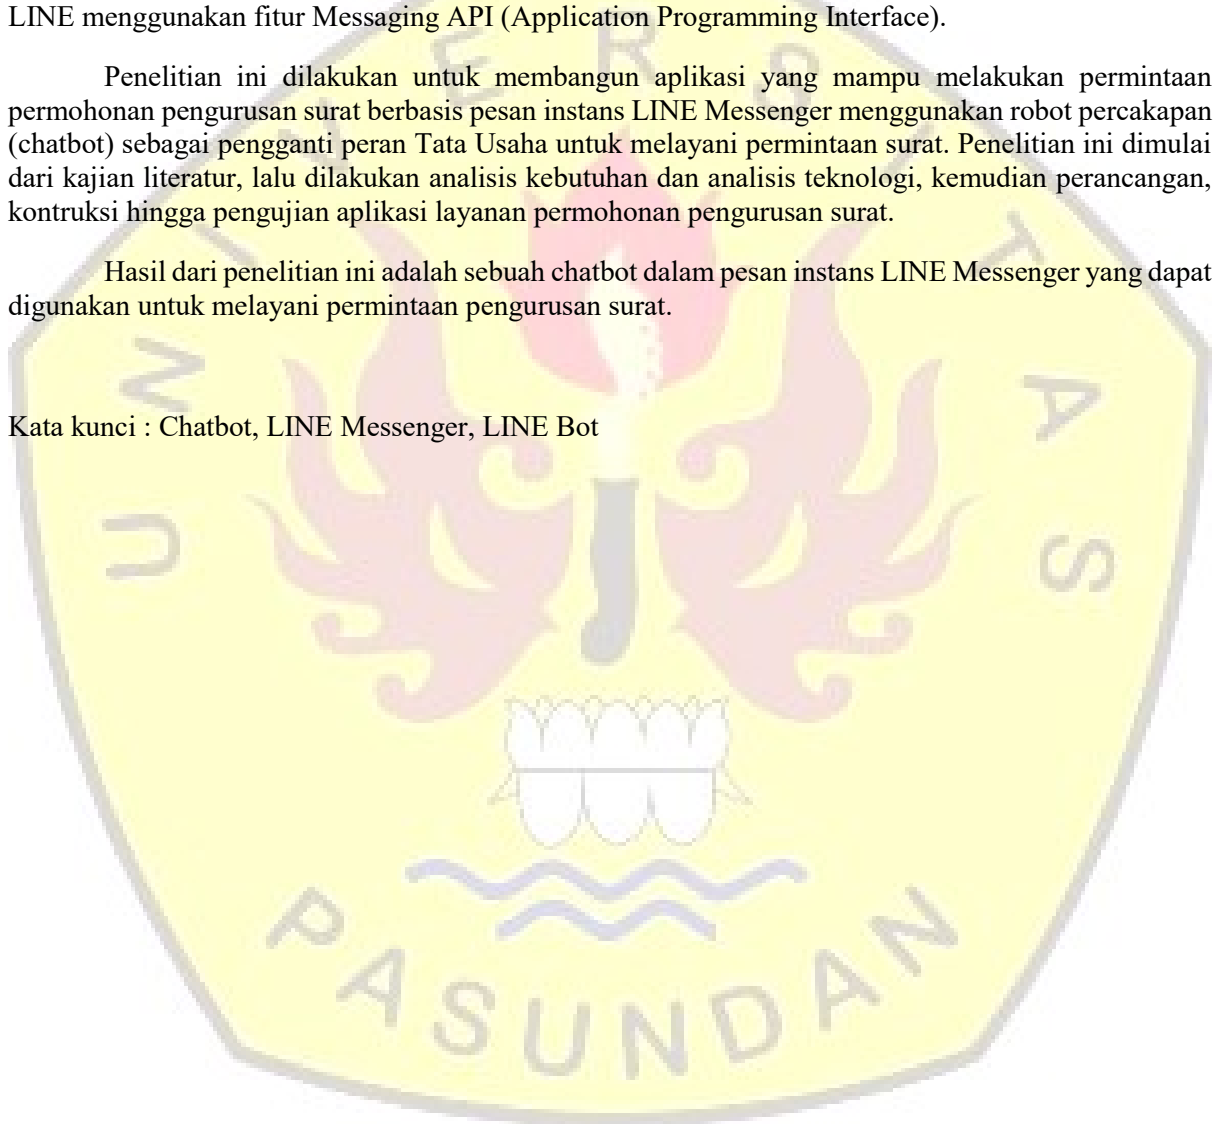 LINE menggunakan fitur Messaging API (Application Programming Interface).
Penelitian ini dilakukan untuk membangun aplikasi yang mampu melakukan permintaan
permohonan pengurusan surat berbasis pesan instans LINE Messenger menggunakan robot percakapan
(chatbot) sebagai pengganti peran Tata Usaha untuk melayani permintaan surat. Penelitian ini dimulai
dari kajian literatur, lalu dilakukan analisis kebutuhan dan analisis teknologi, kemudian perancangan,
kontruksi hingga pengujian aplikasi layanan permohonan pengurusan surat.
Hasil dari penelitian ini adalah sebuah chatbot dalam pesan instans LINE Messenger yang dapat
digunakan untuk melayani permintaan pengurusan surat.
Kata kunci : Chatbot, LINE Messenger, LINE Bot
UNIVERSITAS
PASUNDAN